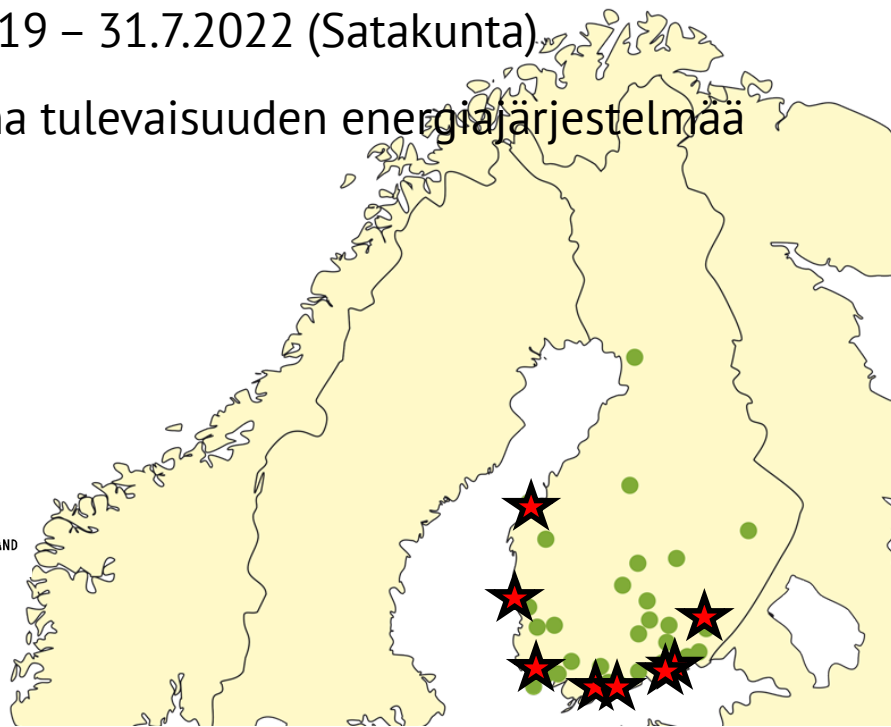 19 – 31.7.2022 (Satakunta)
a tulevaisuuden energiajärjestelmää
AND